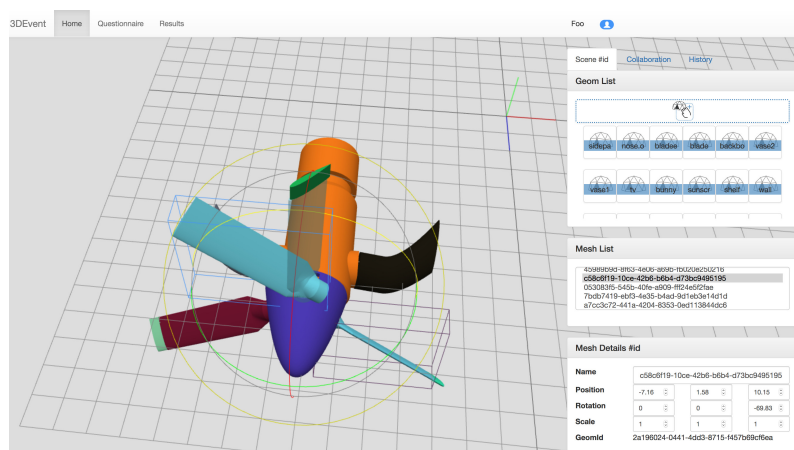 3DEvent Home Questionnaire Results Foo
Scene #id Collaboration History
Geom List
sidepa nose.o bladee blade backbo vase2
vase1 tv bunny sonscr shelf wall
Mesh List
c58c6f19-10ce-42b6-b6b4-d73bc9495195
053083f5-545b-40fe-a909-fff24e5f2fae
7bdb7419-ebf3-4e35-b4ad-9d1eb3e14d1d
a7cc3c72-441a-4204-8353-0ed113844dc6
Mesh Details #id
Name c58c6f19-10ce-42b6-b6b4-d73bc9495195
Position -7.16 1.58 10.15
Rotation 0 0 -69.83
Scale 1 1 1
GeomId 2a196024-0441-4dd3-8715-f457b69cf6ea